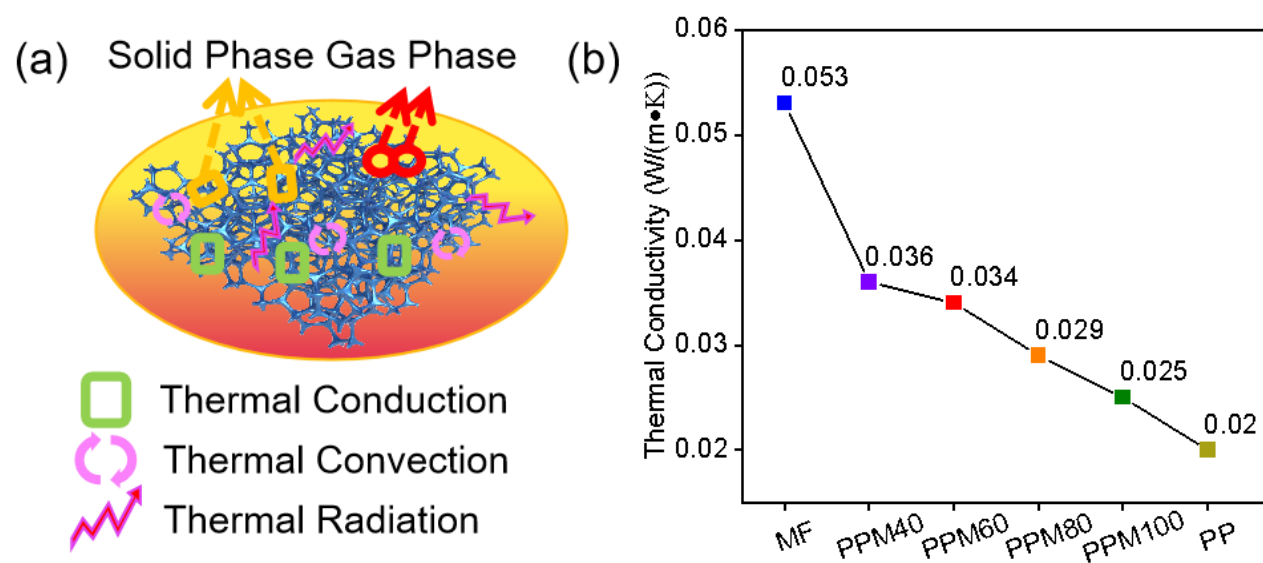 (a)
Solid Phase Gas Phase
Thermal Conduction
Thermal Convection
Thermal Radiation
(b)
Thermal Conductivity (W/(m•K))
0.06
0.05
0.04
0.03
0.02
0.053
0.036
0.034
0.029
0.025
0.02
MF
PPM40
PPM60
PPM80
PPM100
PP